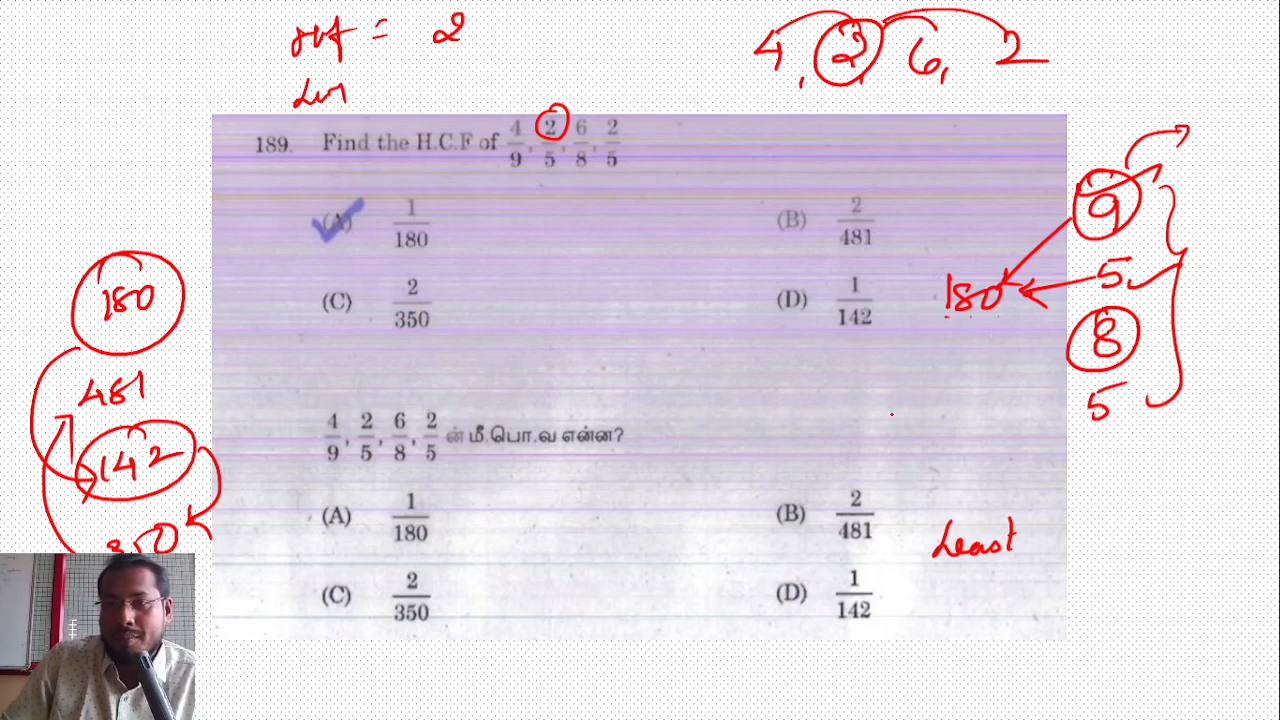 HCF = 2
4, 2, 6, 2
189. Find the H.C.F of 4/9, 2/5, 6/8, 2/5
(A) 1/180
(B) 2/481
(C) 2/350
(D) 1/142
9
5
8
5
180
180
481
142
4/9, 2/5, 6/8, 2/5 ன் மீ.பொ.வ என்ன?
(A) 1/180
(B) 2/481
(C) 2/350
(D) 1/142
Least